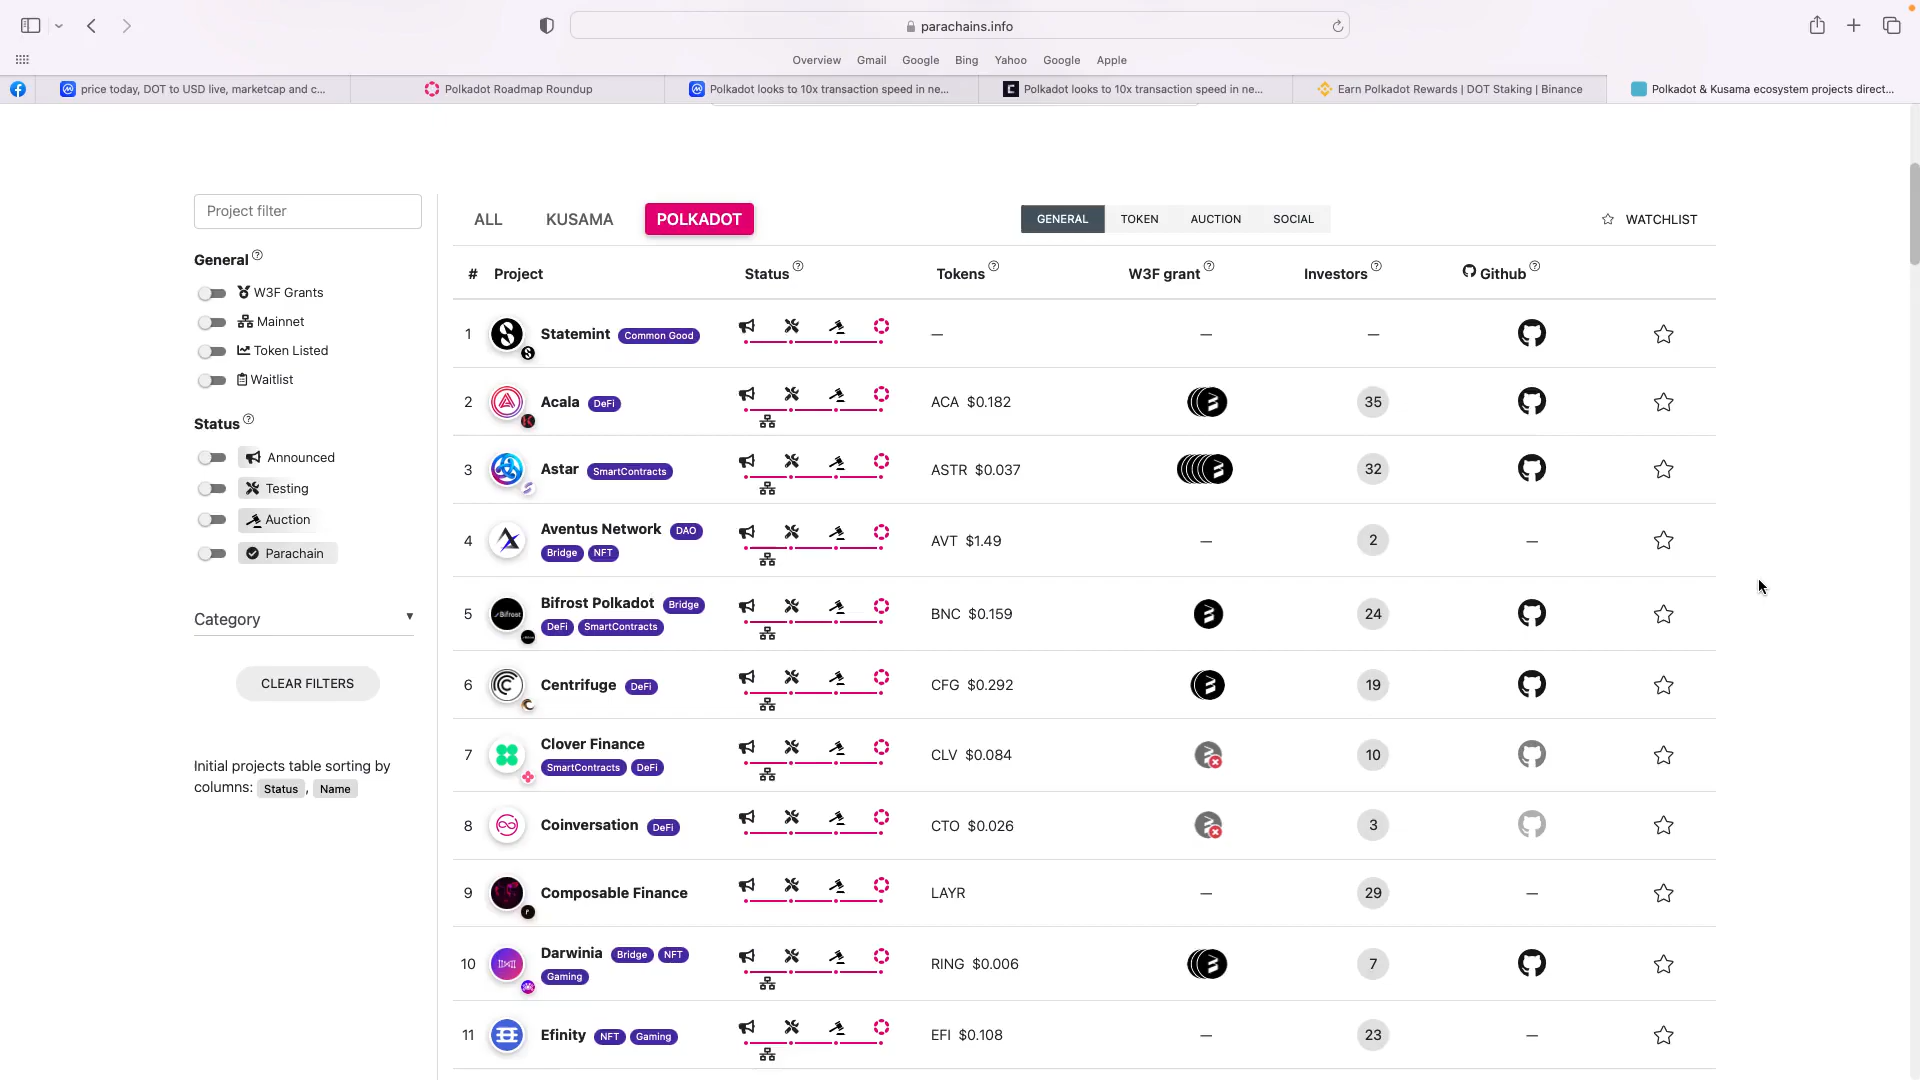 parachains.info
Overview Gmail Google Bing Yahoo Google Apple
price today, DOT to USD live, marketcap and c...
Polkadot Roadmap Roundup
Polkadot looks to 10x transaction speed in ne...
Polkadot looks to 10x transaction speed in ne...
Earn Polkadot Rewards | DOT Staking | Binance
Polkadot & Kusama ecosystem projects direct...
Project filter
General ?
W3F Grants
Mainnet
Token Listed
Waitlist
Status ?
Announced
Testing
Auction
Parachain
Category
CLEAR FILTERS
Initial projects table sorting by
columns: Status , Name
ALL KUSAMA POLKADOT GENERAL TOKEN AUCTION SOCIAL WATCHLIST
# Project Status ? Tokens ? W3F grant ? Investors ? Github ?
1 Statemint Common Good — — —
2 Acala DeFi ACA $0.182 35
3 Astar SmartContracts ASTR $0.037 32
4 Aventus Network DAO Bridge NFT AVT $1.49 — 2 —
5 Bifrost Polkadot Bridge DeFi SmartContracts BNC $0.159 24
6 Centrifuge DeFi CFG $0.292 19
7 Clover Finance SmartContracts DeFi CLV $0.084 10
8 Coinversation DeFi CTO $0.026 3
9 Composable Finance LAYR — 29 —
10 Darwinia Bridge NFT Gaming RING $0.006 7
11 Efinity NFT Gaming EFI $0.108 — 23 —